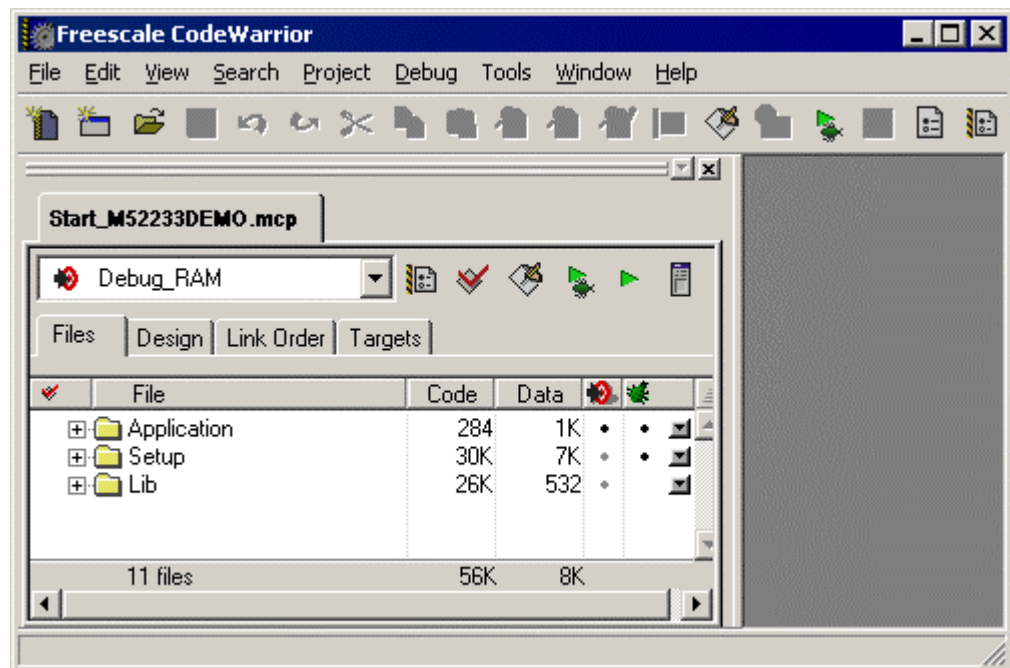 Freescale CodeWarrior
File Edit View Search Project Debug Tools Window Help
Start_M52233DEMO.mcp
Debug_RAM
Files Design Link Order Targets
File Code Data
Application 284 1K
Setup 30K 7K
Lib 26K 532
11 files 56K 8K